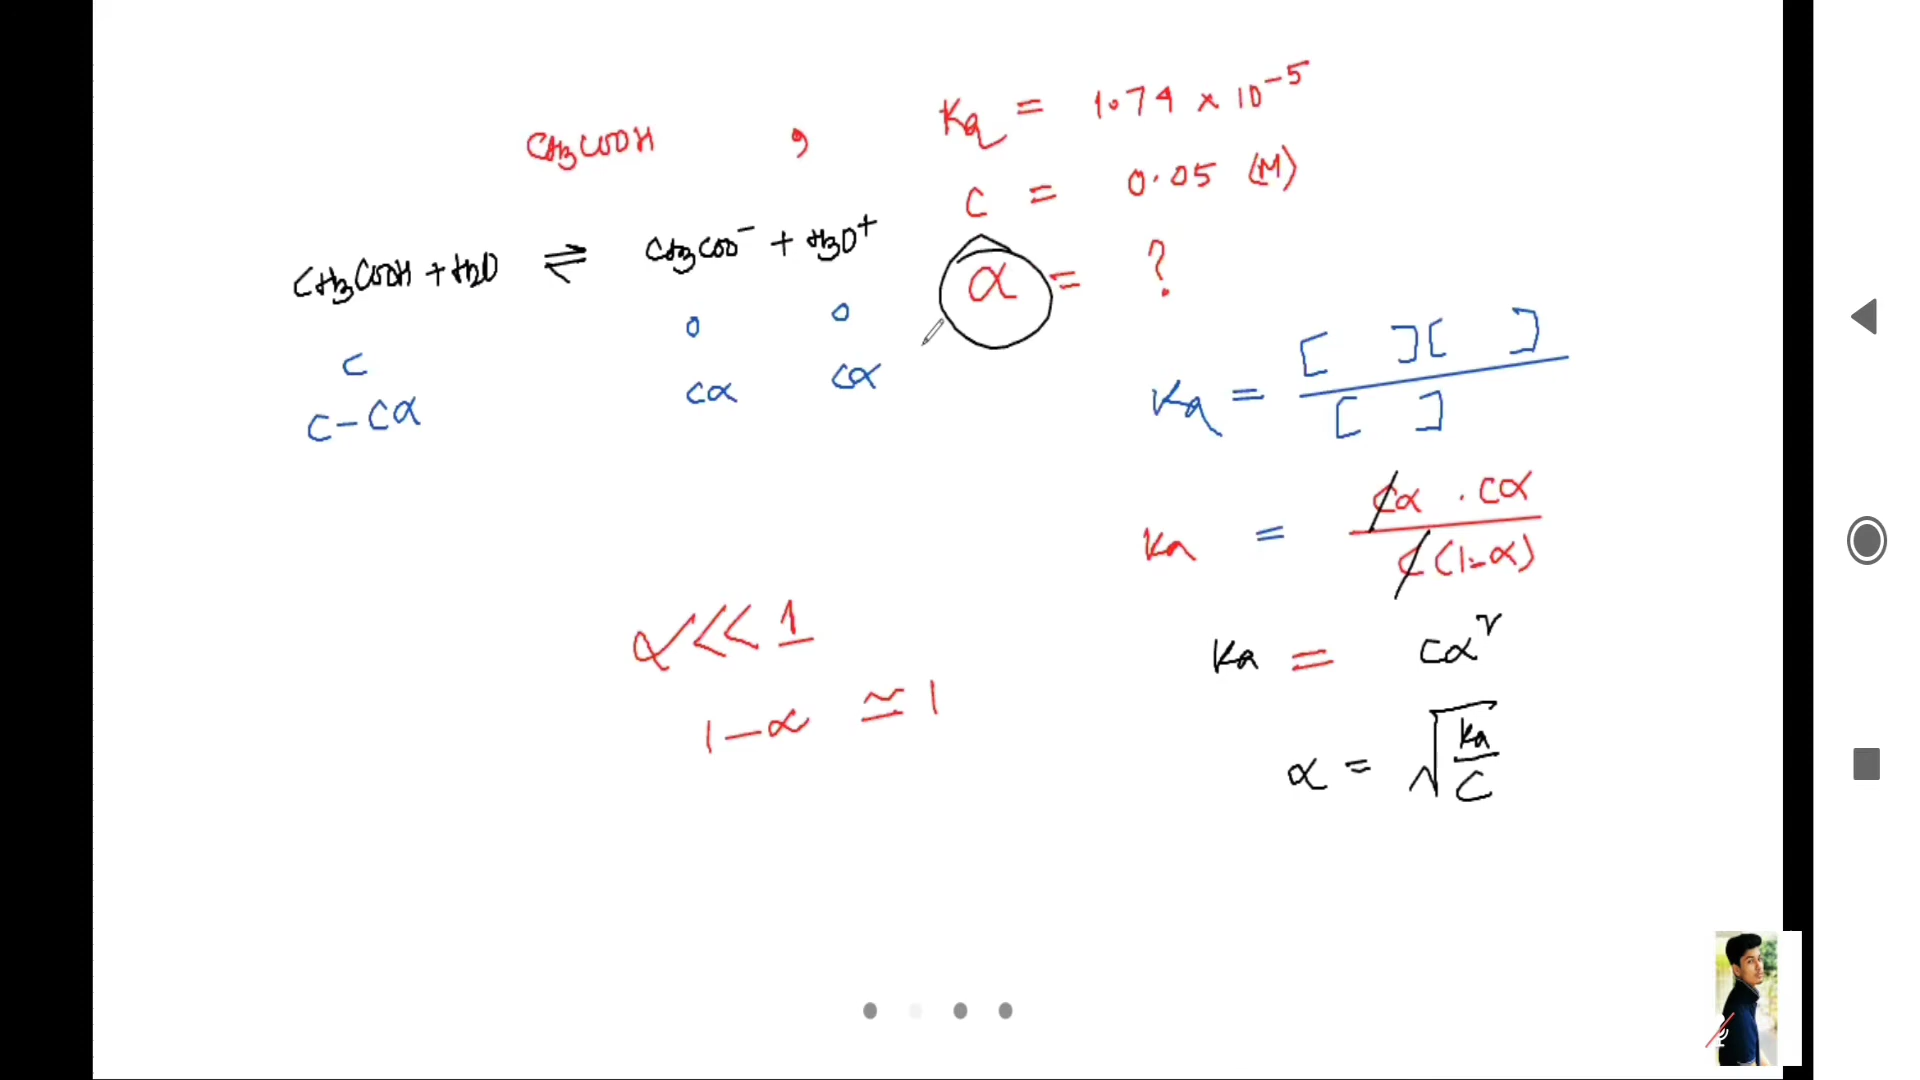 CH3COOH , Ka = 1.74 × 10^-5
C = 0.05 (M)
CH3COOH + H2O ⇌ CH3COO^- + H3O^+
α = ?
C 0 0
C-Cα Cα Cα
Ka = [ ][ ] / [ ]
Ka = Cα . Cα / C(1-α)
α <<< 1
Ka = Cα^২
1-α ≃ 1
α = √(Ka/C)